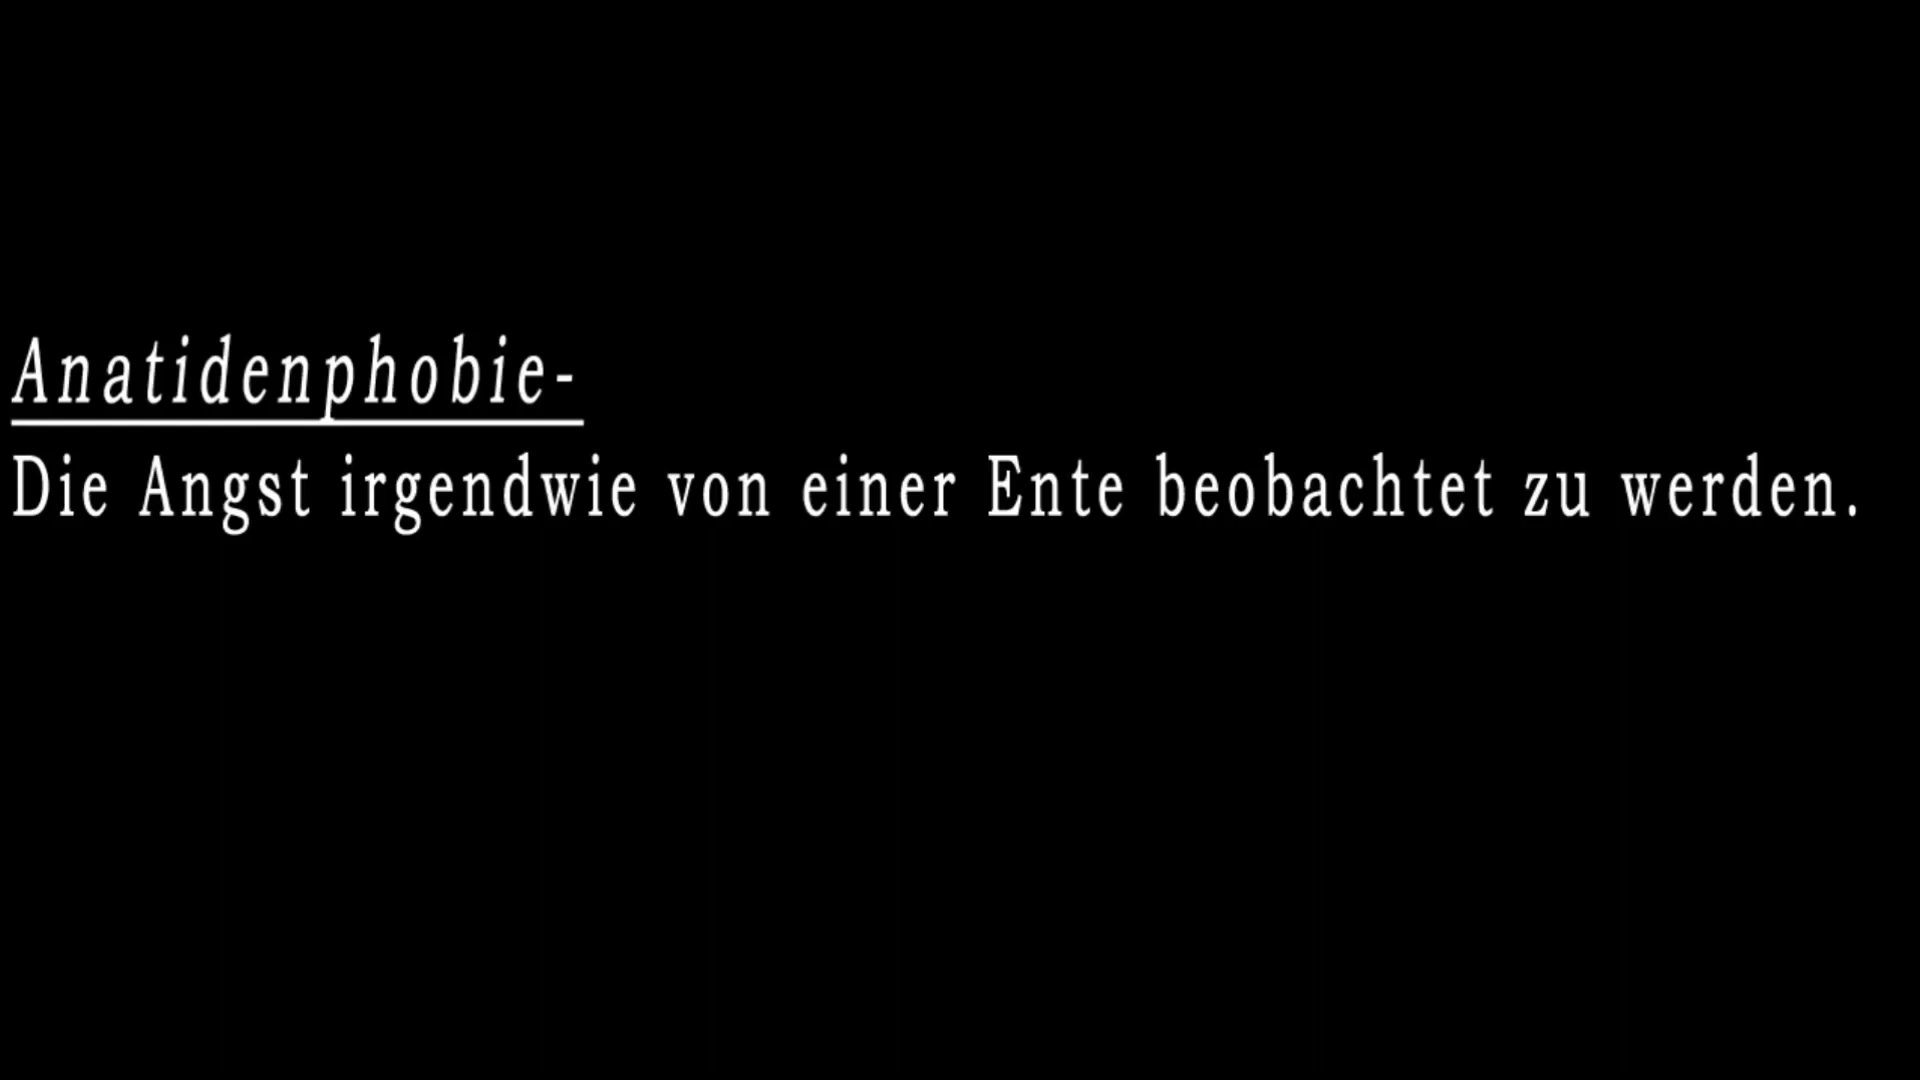 Anatidenphobie-
Die Angst irgendwie von einer Ente beobachtet zu werden.